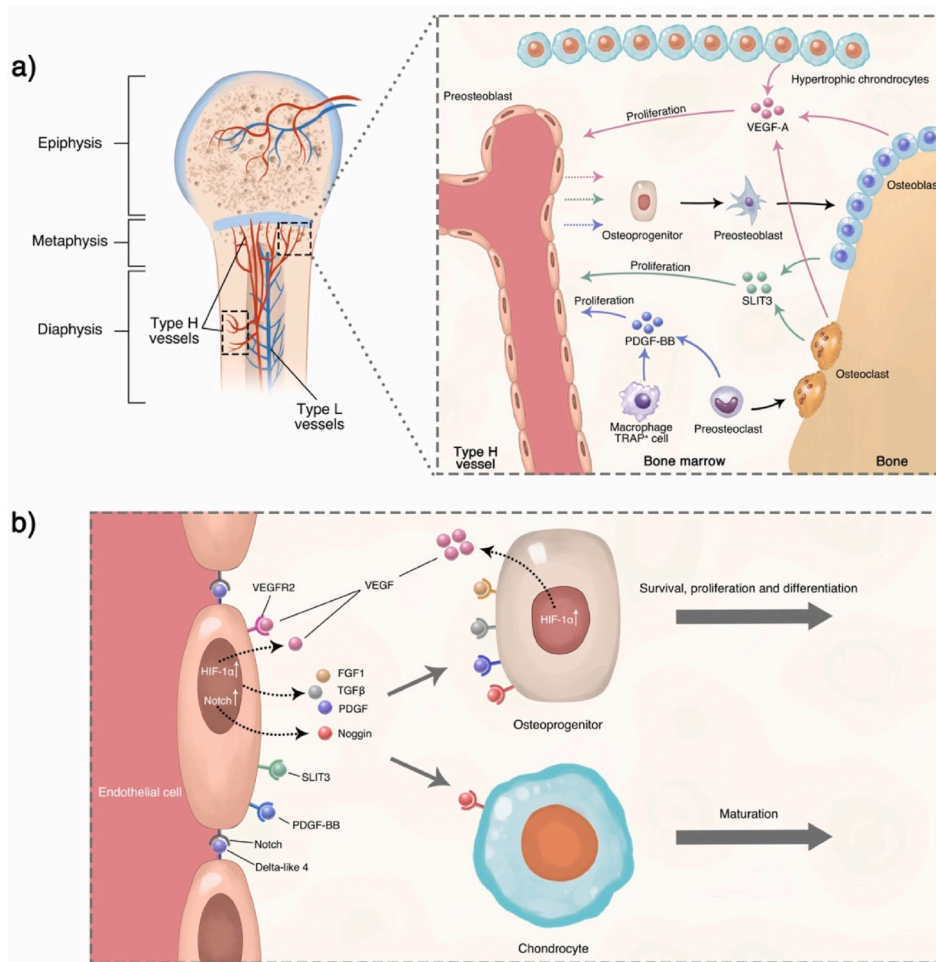 a)
Epiphysis
Metaphysis
Diaphysis
Type H
vessels
Type L
vessels
Preosteoblast
Hypertrophic chrondrocytes
Proliferation
VEGF-A
Osteoblas
Osteoprogenitor
Preosteoblast
Proliferation
SLIT3
Proliferation
PDGF-BB
Osteoclast
Macrophage
TRAP⁺ cell
Preosteoclast
Type H
vessel
Bone marrow
Bone
b)
VEGFR2
VEGF
HIF-1α↑
Notch↑
FGF1
TGFβ
PDGF
Noggin
HIF-1α↑
Osteoprogenitor
Survival, proliferation and differentiation
Endothelial cell
SLIT3
PDGF-BB
Notch
Delta-like 4
Maturation
Chondrocyte